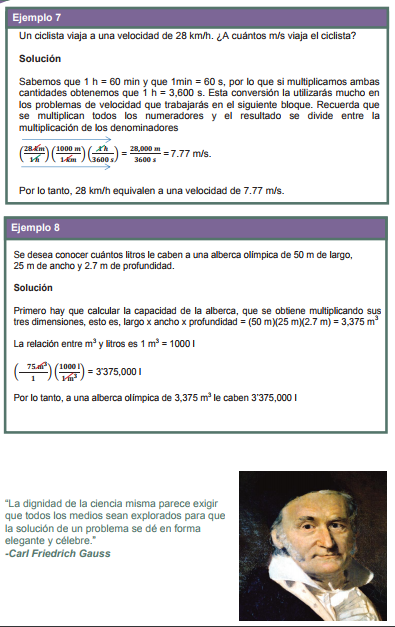 Ejemplo 7
Un ciclista viaja a una velocidad de 28 km/h. ¿A cuántos m/s viaja el ciclista?
Solución
Sabemos que 1 h = 60 min y que 1min = 60 s, por lo que si multiplicamos ambas
cantidades obtenemos que 1 h = 3,600 s. Esta conversión la utilizarás mucho en
los problemas de velocidad que trabajarás en el siguiente bloque. Recuerda que
se multiplican todos los numeradores y el resultado se divide entre la
multiplicación de los denominadores
(28 km / 1 h) (1000 m / 1 km) (1 h / 3600 s) = 28,000 m / 3600 s = 7.77 m/s.
Por lo tanto, 28 km/h equivalen a una velocidad de 7.77 m/s.
Ejemplo 8
Se desea conocer cuántos litros le caben a una alberca olímpica de 50 m de largo,
25 m de ancho y 2.7 m de profundidad.
Solución
Primero hay que calcular la capacidad de la alberca, que se obtiene multiplicando sus
tres dimensiones, esto es, largo x ancho x profundidad = (50 m)(25 m)(2.7 m) = 3,375 m³
La relación entre m³ y litros es 1 m³ = 1000 l
(75 m³ / 1) (1000 l / 1 m³) = 3'375,000 l
Por lo tanto, a una alberca olímpica de 3,375 m³ le caben 3'375,000 l
“La dignidad de la ciencia misma parece exigir
que todos los medios sean explorados para que
la solución de un problema se dé en forma
elegante y célebre.”
-Carl Friedrich Gauss